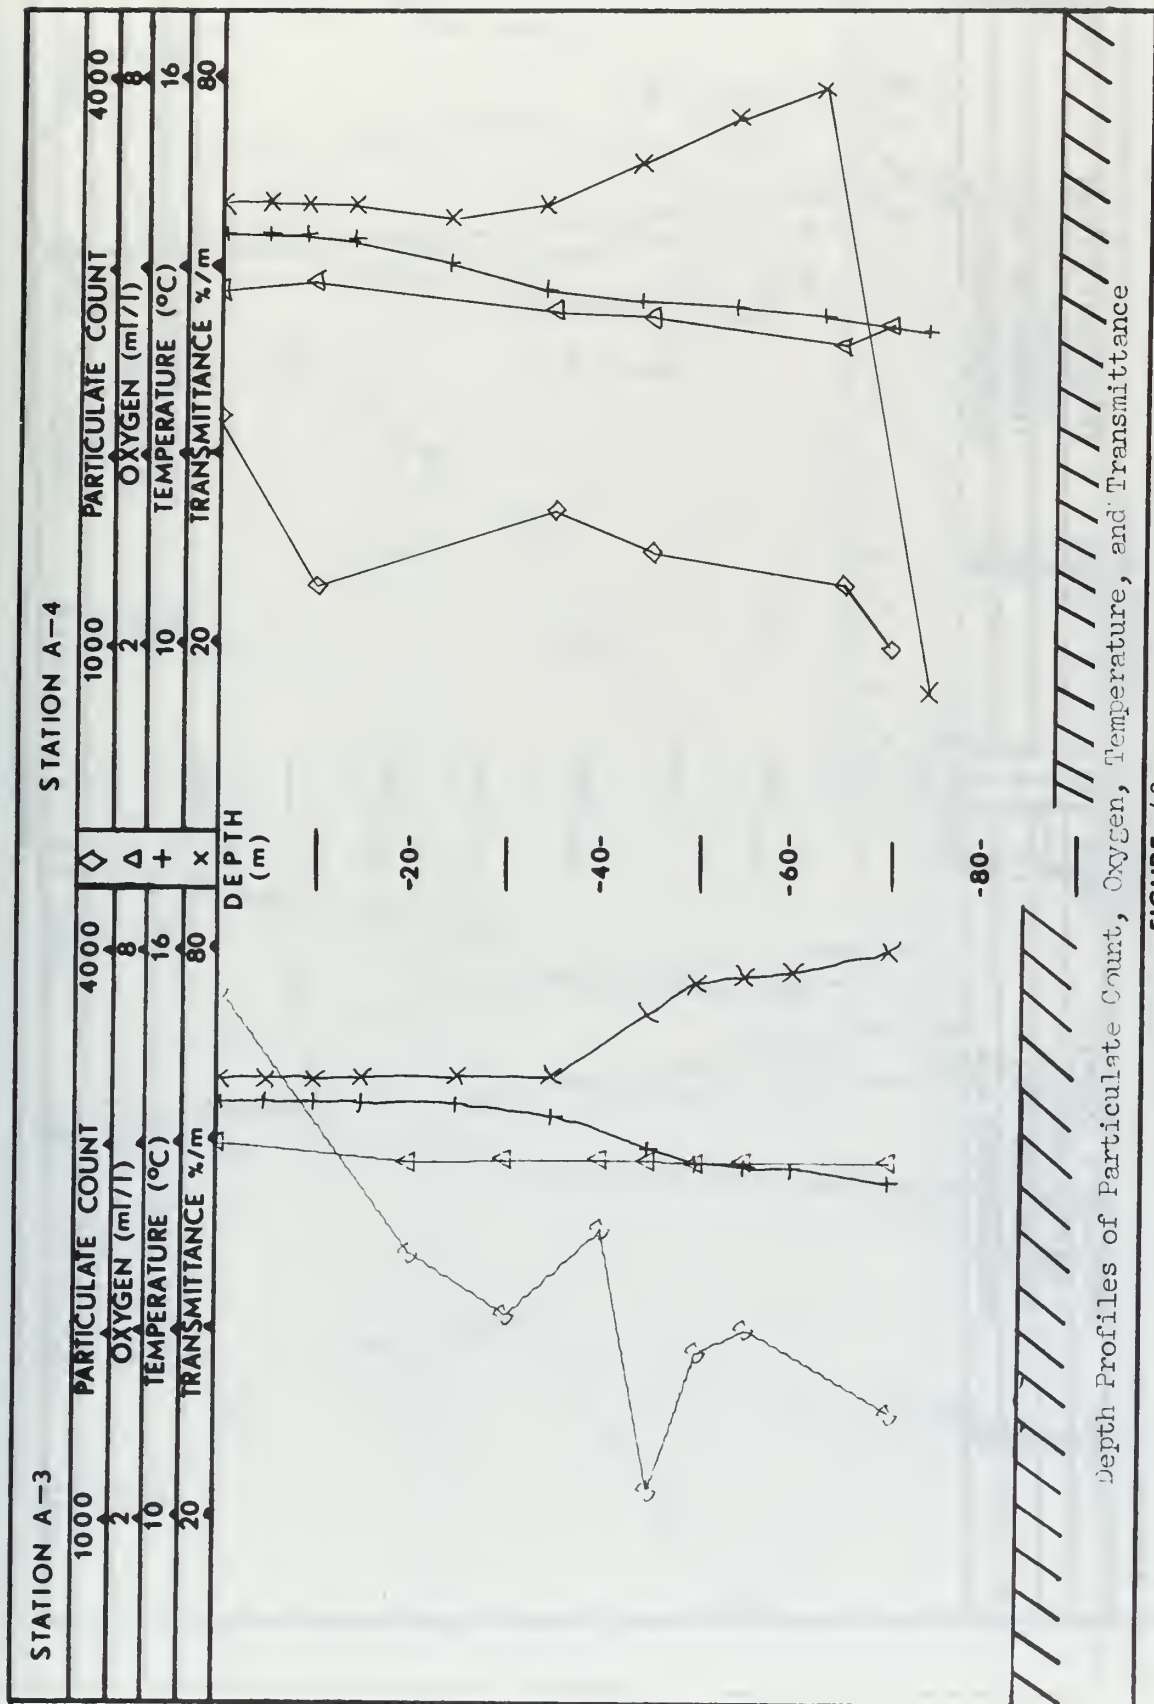 STATION A-3
STATION A-4
1000 PARTICULATE COUNT 4000 ◇ 1000 PARTICULATE COUNT 4000
2 OXYGEN (ml/l) 8 Δ 2 OXYGEN (ml/l) 8
10 TEMPERATURE (°C) 16 + 10 TEMPERATURE (°C) 16
20 TRANSMITTANCE %/m 80 x 20 TRANSMITTANCE %/m 80
DEPTH
(m)
-20-
-40-
-60-
-80-
Depth Profiles of Particulate Count, Oxygen, Temperature, and Transmittance
FIGURE